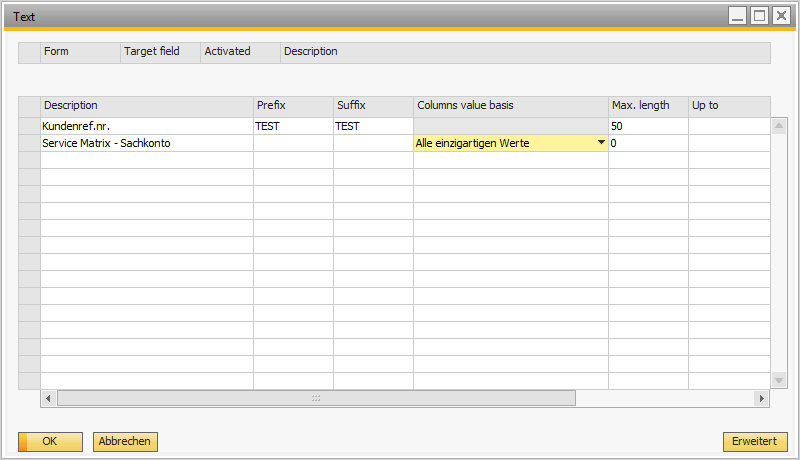 Text
Form Target field Activated Description
Description Prefix Suffix Columns value basis Max. length Up to
Kundenref.nr. TEST TEST 50
Service Matrix - Sachkonto Alle einzigartigen Werte 0
OK Abbrechen Erweitert